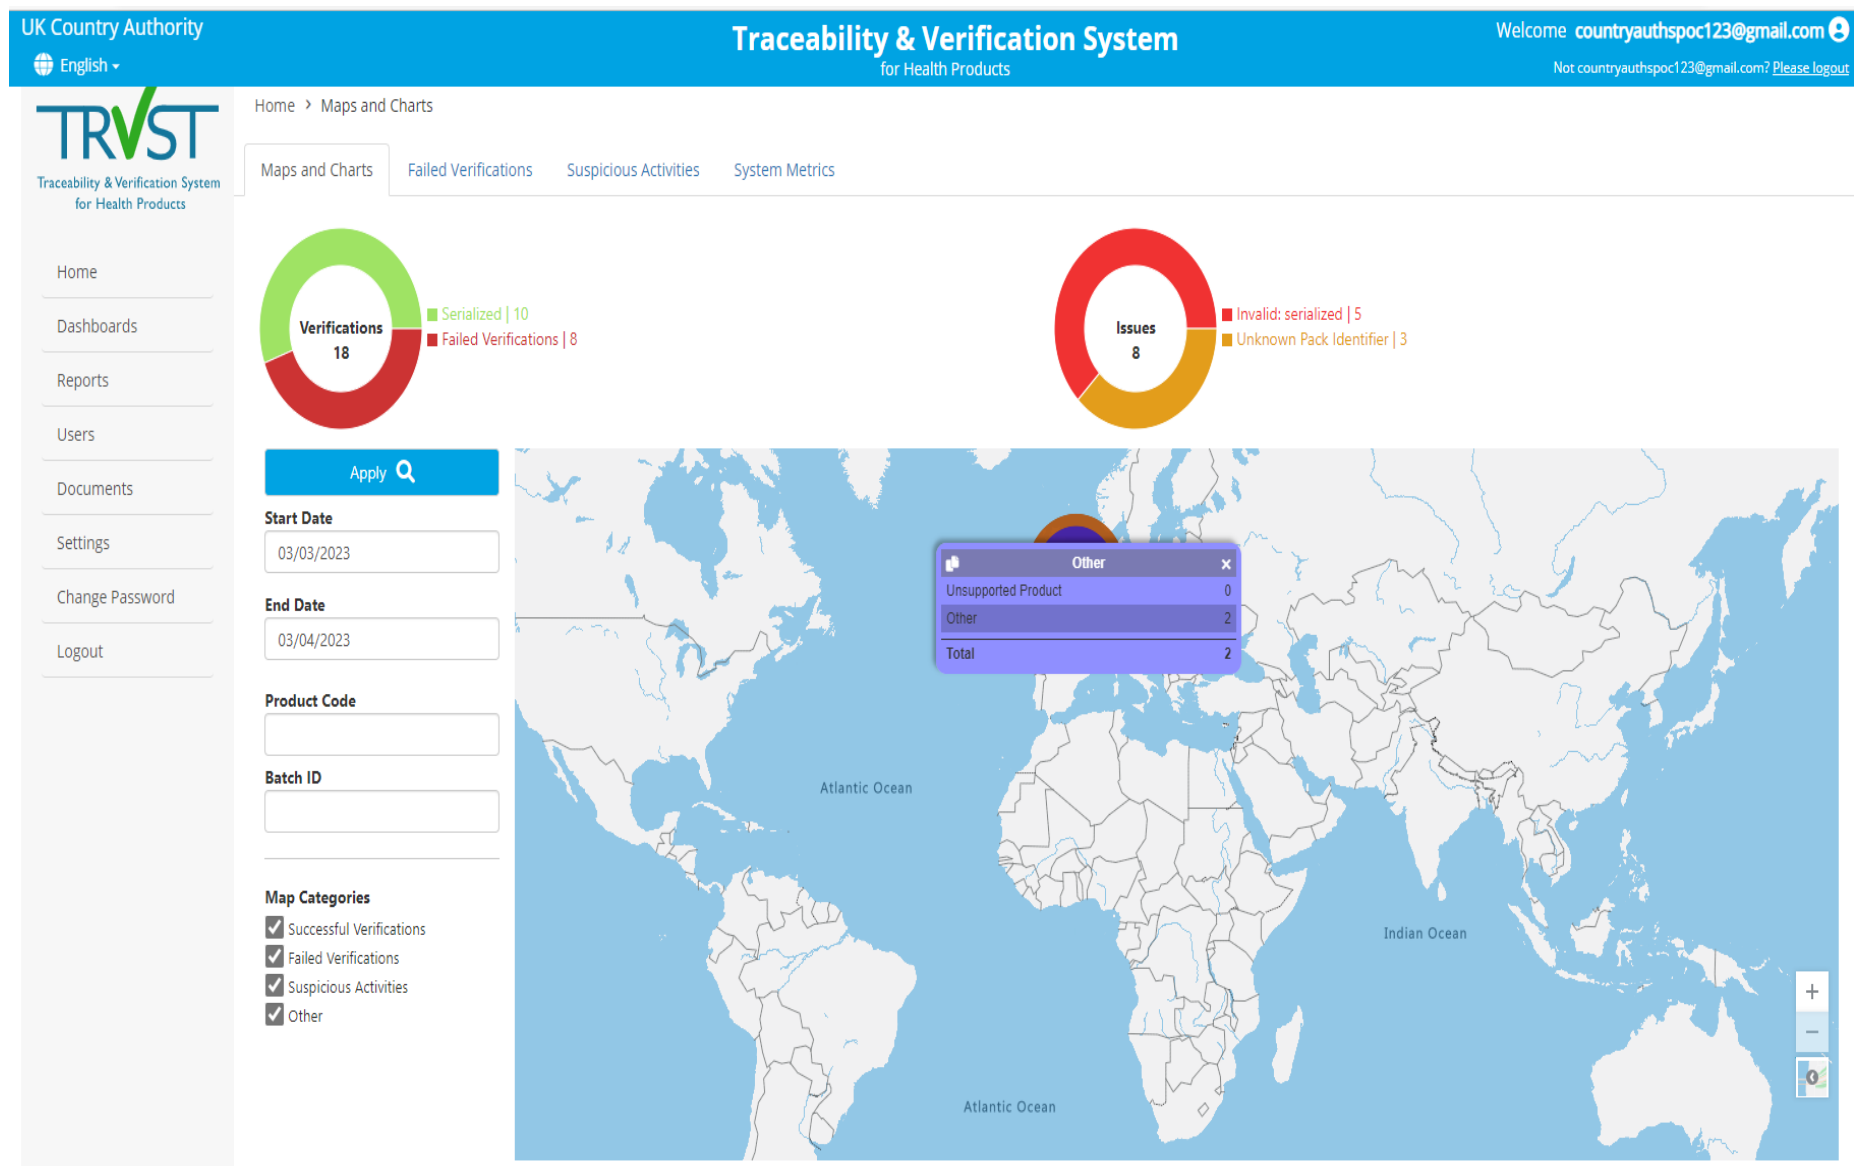 UK Country Authority
English
Traceability & Verification System
for Health Products
Welcome countryauthspoc123@gmail.com
Not countryauthspoc123@gmail.com? Please logout
TRVST
Traceability & Verification System
for Health Products
Home
Dashboards
Reports
Users
Documents
Settings
Change Password
Logout
Home > Maps and Charts
Maps and Charts
Failed Verifications
Suspicious Activities
System Metrics
Verifications
18
Serialized | 10
Failed Verifications | 8
Issues
8
Invalid: serialized | 5
Unknown Pack Identifier | 3
Apply
Start Date
03/03/2023
End Date
03/04/2023
Product Code
Batch ID
Map Categories
Successful Verifications
Failed Verifications
Suspicious Activities
Other
Other ×
Unsupported Product 0
Other 2
Total 2
Atlantic Ocean
Indian Ocean
Atlantic Ocean
+
−